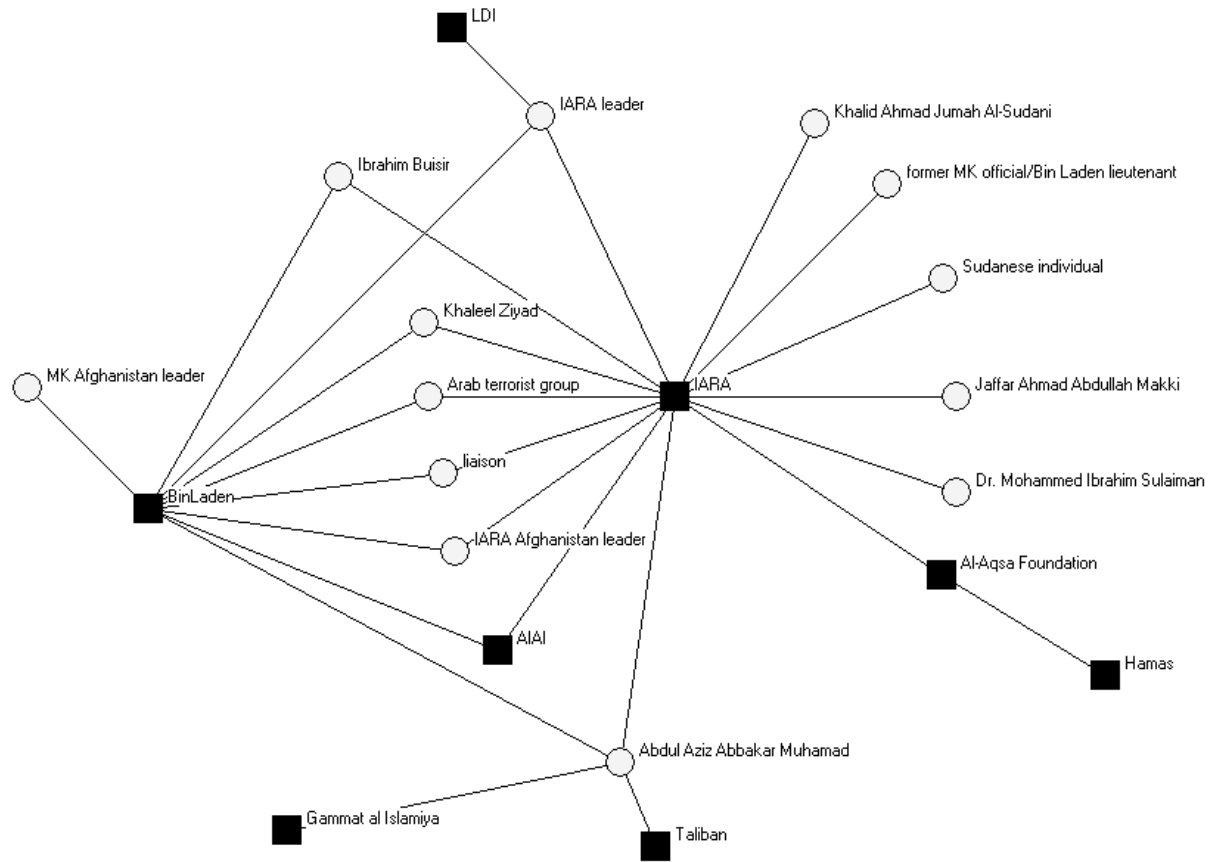 LDI
IARA leader
Khalid Ahmad Jumah Al-Sudani
Ibrahim Buisir
former MK official/Bin Laden lieutenant
Sudanese individual
Khaleel Ziyad
MK Afghanistan leader
Arab terrorist group
IARA
Jaffar Ahmad Abdullah Makki
liaison
Dr. Mohammed Ibrahim Sulaiman
BinLaden
IARA Afghanistan leader
Al-Aqsa Foundation
AIAI
Hamas
Abdul Aziz Abbakar Muhamad
Gammat al Islamiya
Taliban